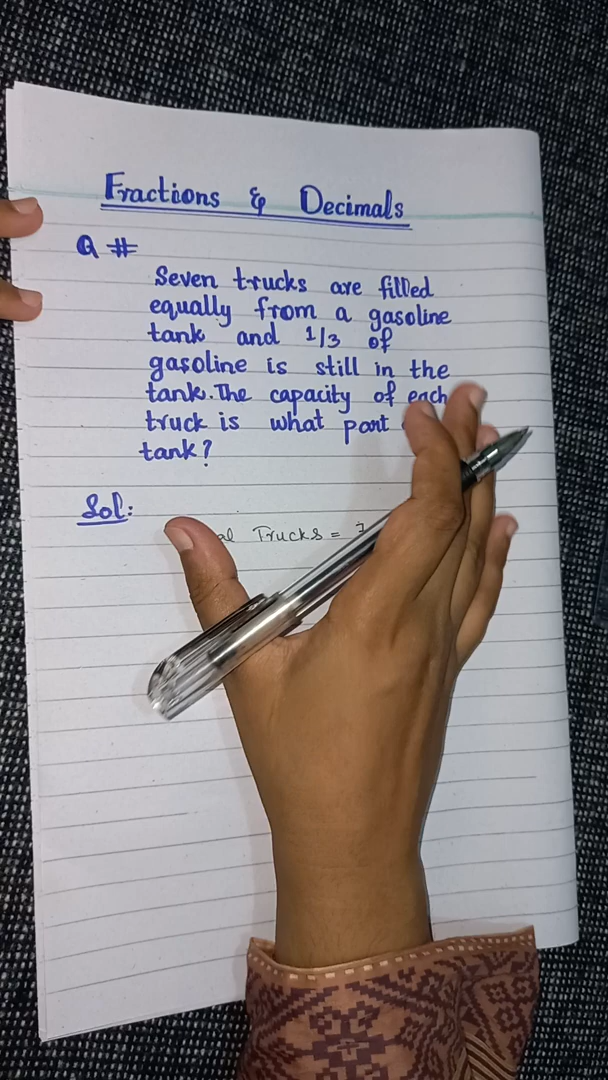 Fractions & Decimals
Q #
Seven trucks are filled
equally from a gasoline
tank and 1/3 of
gasoline is still in the
tank. The capacity of each
truck is what part
tank?
Sol:
Trucks =